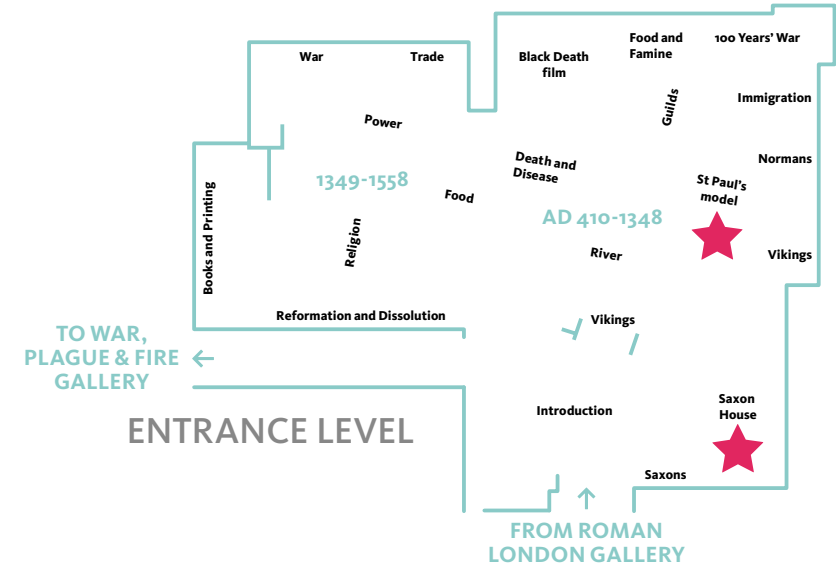 War
Trade
Black Death
film
Food and
Famine
100 Years’ War
Power
Guilds
Immigration
Normans
1349-1558
Death and
Disease
St Paul’s
model
Food
AD 410-1348
Books and Printing
Religion
River
Vikings
Reformation and Dissolution
Vikings
TO WAR,
PLAGUE & FIRE
GALLERY
ENTRANCE LEVEL
Introduction
Saxon
House
Saxons
FROM ROMAN
LONDON GALLERY